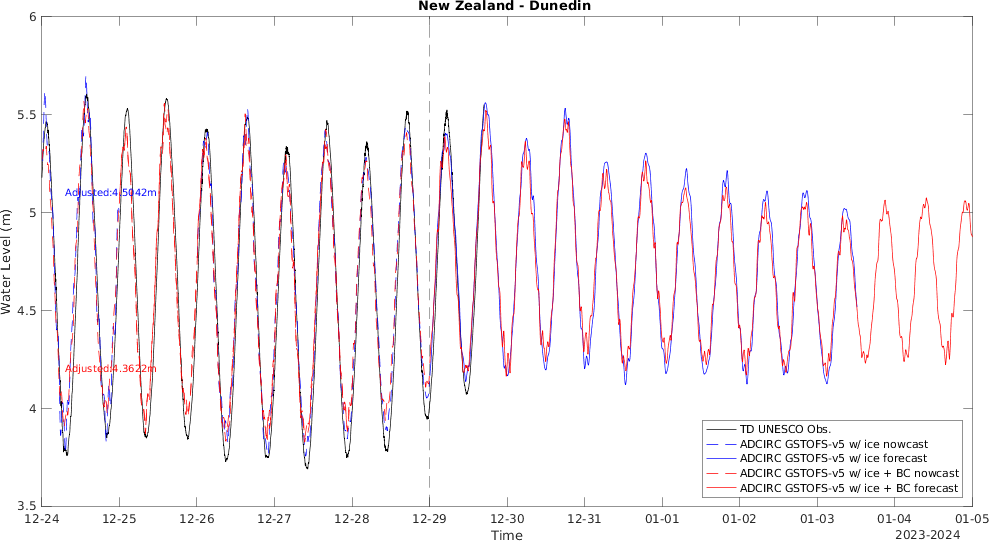 New Zealand - Dunedin
6
5.5
5
4.5
4
3.5
Water Level (m)
Adjusted:4.5042m
Adjusted:4.3622m
TD UNESCO Obs.
ADCIRC GSTOFS-v5 w/ ice nowcast
ADCIRC GSTOFS-v5 w/ ice forecast
ADCIRC GSTOFS-v5 w/ ice + BC nowcast
ADCIRC GSTOFS-v5 w/ ice + BC forecast
12-24 12-25 12-26 12-27 12-28 12-29 12-30 12-31 01-01 01-02 01-03 01-04 01-05
Time
2023-2024